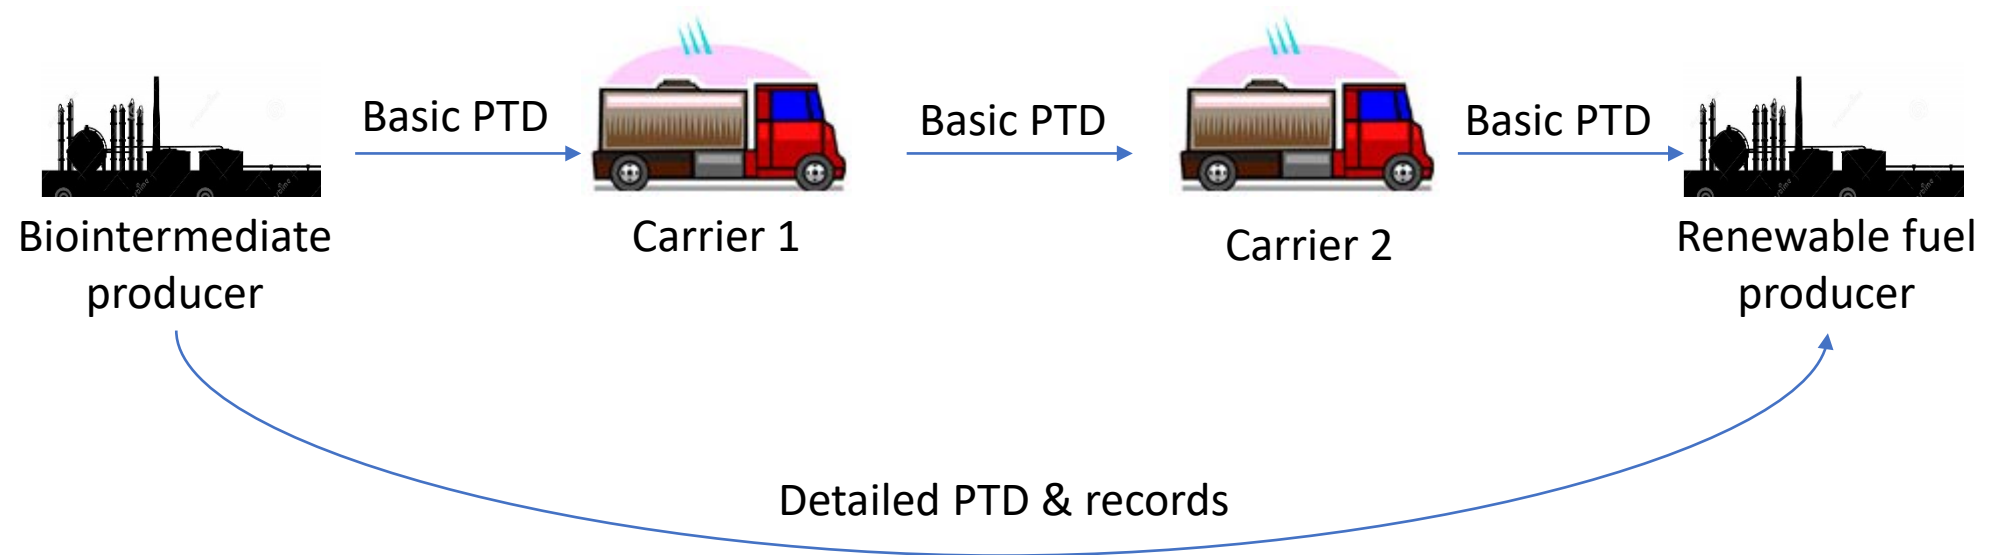 Basic PTD
Basic PTD
Basic PTD
Biointermediate
producer
Carrier 1
Carrier 2
Renewable fuel
producer
Detailed PTD & records